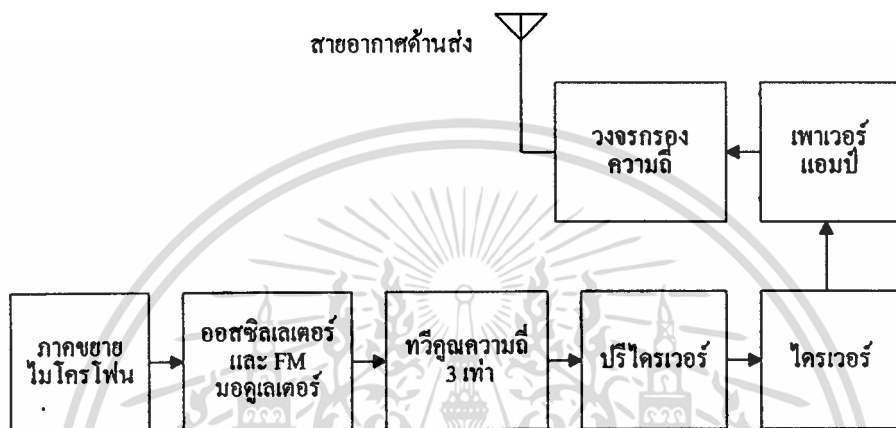 สายอากาศด้านส่ง
วงจรกรอง
ความถี่
เพาเวอร์
แอมป์
ภาคขยาย
ไมโครโฟน
ออสซิลเลเตอร์
และ FM
มอดูเลเตอร์
ทวีคูณความถี่
3 เท่า
ปรีไดรเวอร์
ไดรเวอร์